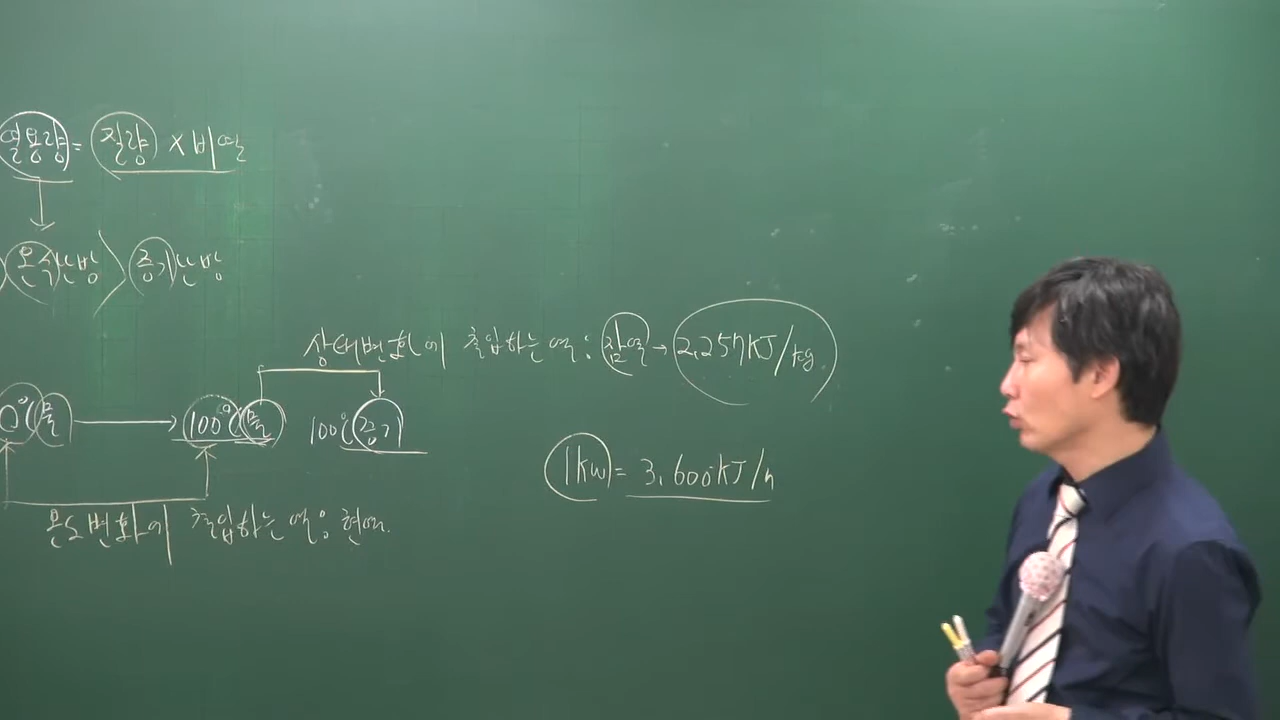 열용량 = 질량 × 비열
온수난방 > 증기난방
상태변화에 출입하는 열 : 잠열 → 2,257kJ/kg
0℃ 물 → 100℃ 물 100℃ 증기
1kW = 3,600kJ/h
온도변화에 출입하는 열 : 현열